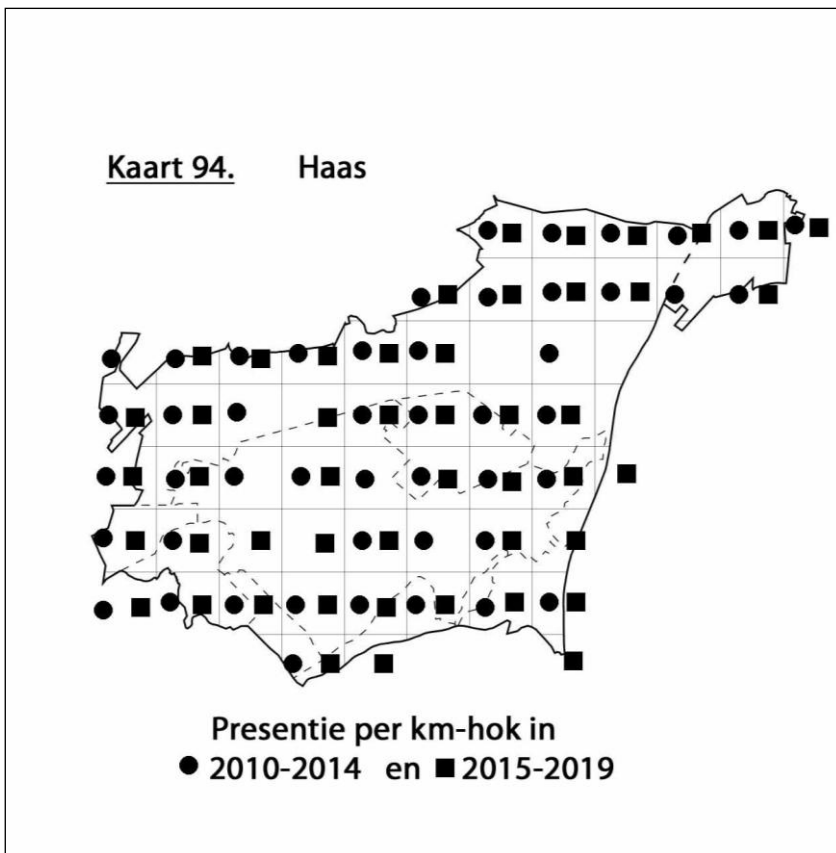 Kaart 94. Haas
Presentie per km-hok in
● 2010-2014 en ■ 2015-2019